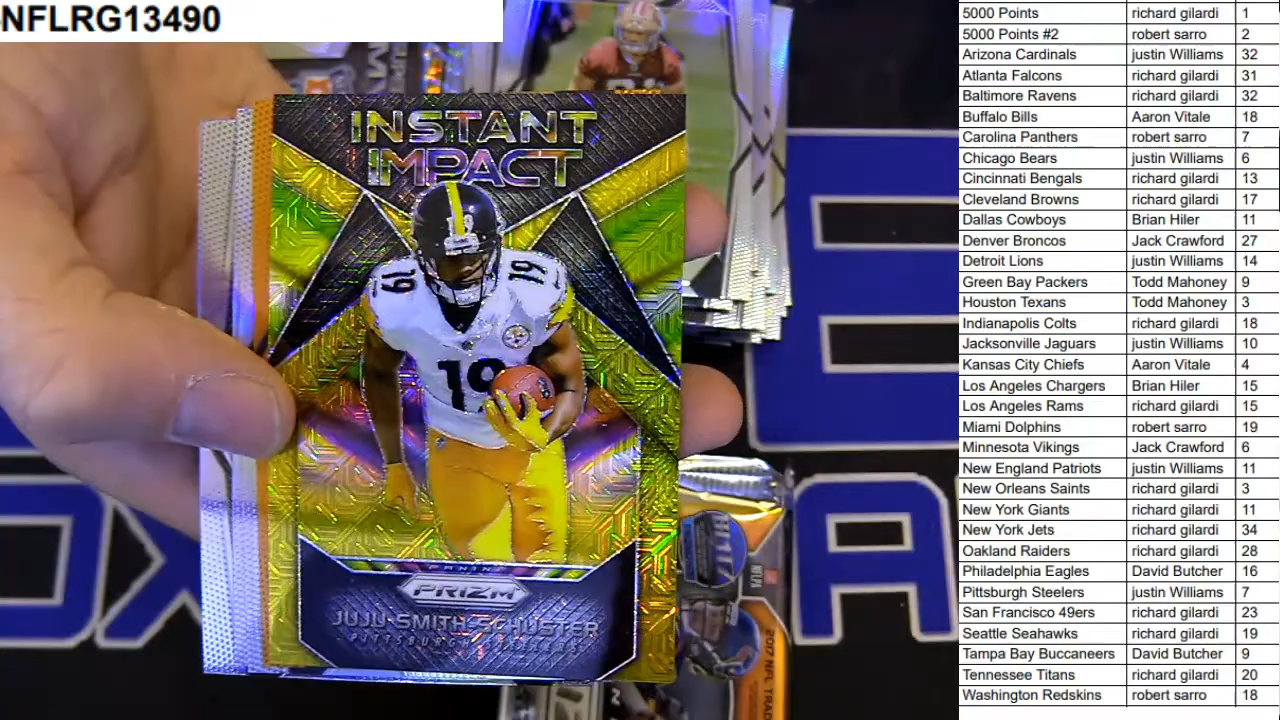 NFLRG13490
INSTANT
IMPACT
19
19
19
PANINI
PRIZM
JUJU SMITH-SCHUSTER
PITTSBURGH STEELERS
2017 NFL TRAD
5000 Points richard gilardi 1
5000 Points #2 robert sarro 2
Arizona Cardinals justin Williams 32
Atlanta Falcons richard gilardi 31
Baltimore Ravens richard gilardi 32
Buffalo Bills Aaron Vitale 18
Carolina Panthers robert sarro 7
Chicago Bears justin Williams 6
Cincinnati Bengals richard gilardi 13
Cleveland Browns richard gilardi 17
Dallas Cowboys Brian Hiler 11
Denver Broncos Jack Crawford 27
Detroit Lions justin Williams 14
Green Bay Packers Todd Mahoney 9
Houston Texans Todd Mahoney 3
Indianapolis Colts richard gilardi 18
Jacksonville Jaguars justin Williams 10
Kansas City Chiefs Aaron Vitale 4
Los Angeles Chargers Brian Hiler 15
Los Angeles Rams richard gilardi 15
Miami Dolphins robert sarro 19
Minnesota Vikings Jack Crawford 6
New England Patriots justin Williams 11
New Orleans Saints richard gilardi 3
New York Giants richard gilardi 11
New York Jets richard gilardi 34
Oakland Raiders richard gilardi 28
Philadelphia Eagles David Butcher 16
Pittsburgh Steelers justin Williams 7
San Francisco 49ers richard gilardi 23
Seattle Seahawks richard gilardi 19
Tampa Bay Buccaneers David Butcher 9
Tennessee Titans richard gilardi 20
Washington Redskins robert sarro 18